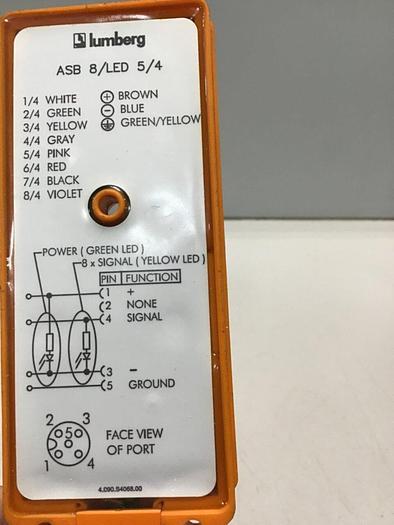 lumberg
ASB 8/LED 5/4
1/4 WHITE
2/4 GREEN
3/4 YELLOW
4/4 GRAY
5/4 PINK
6/4 RED
7/4 BLACK
8/4 VIOLET
+ BROWN
- BLUE
GREEN/YELLOW
POWER ( GREEN LED )
8 x SIGNAL ( YELLOW LED )
PIN FUNCTION
1 +
2 NONE
4 SIGNAL
3 -
5 GROUND
2 3
5
1 4
FACE VIEW
OF PORT
4.090.S4068.00